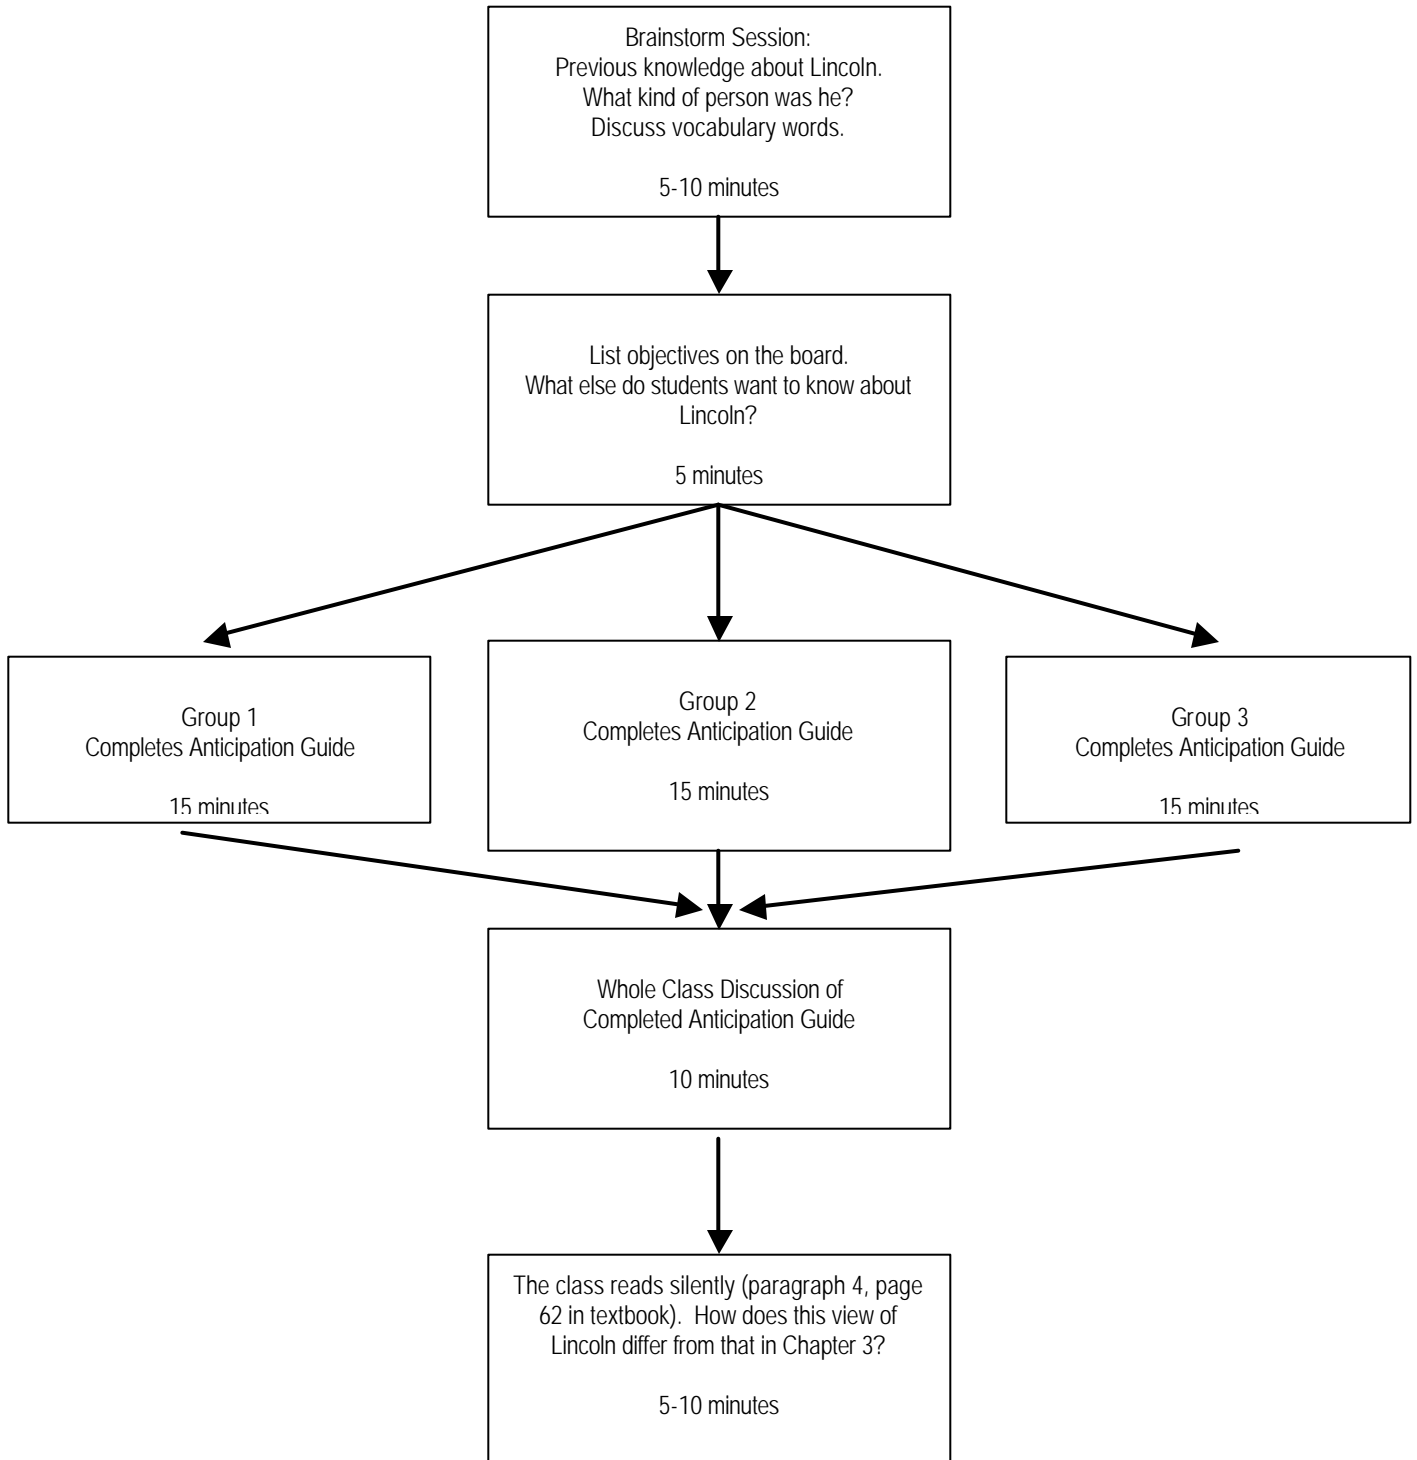 Brainstorm Session:
Previous knowledge about Lincoln.
What kind of person was he?
Discuss vocabulary words.
5-10 minutes
List objectives on the board.
What else do students want to know about
Lincoln?
5 minutes
Group 1
Completes Anticipation Guide
15 minutes
Group 2
Completes Anticipation Guide
15 minutes
Group 3
Completes Anticipation Guide
15 minutes
Whole Class Discussion of
Completed Anticipation Guide
10 minutes
The class reads silently (paragraph 4, page
62 in textbook).  How does this view of
Lincoln differ from that in Chapter 3?
5-10 minutes